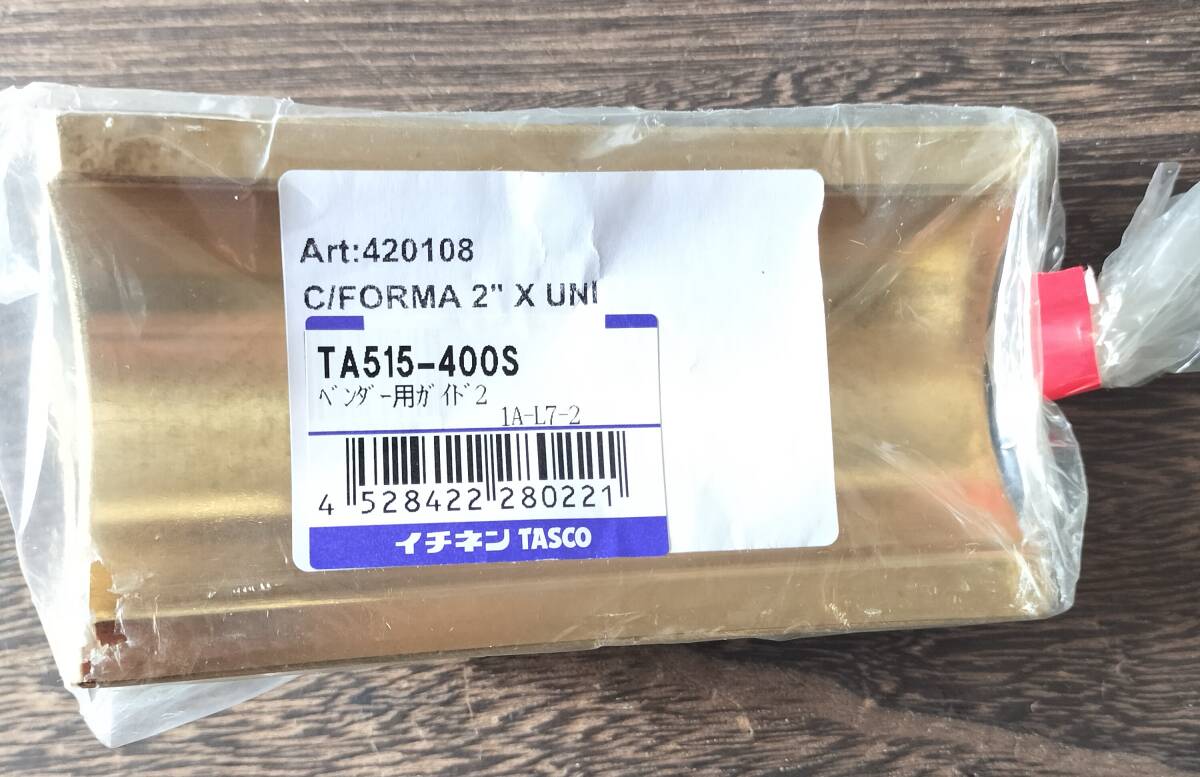 Art:420108
C/FORMA 2" X UNI
TA515-400S
ﾍﾞﾝﾀﾞｰ用ｶﾞｲﾄﾞ2
1A-L7-2
4 528422 280221
イチネン TASCO